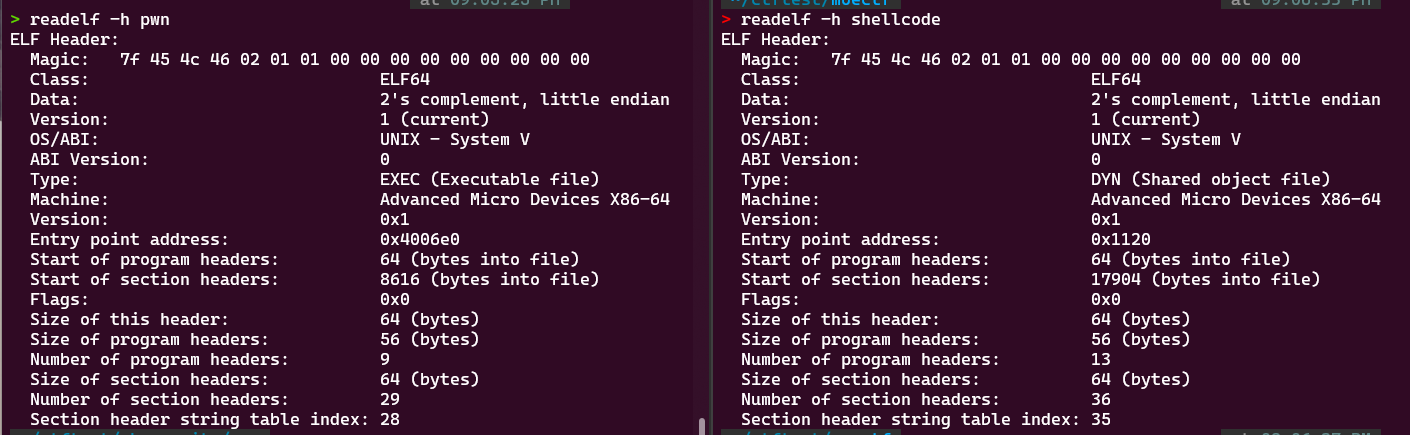 at 09:03:23 PM
> readelf -h pwn
ELF Header:
  Magic:   7f 45 4c 46 02 01 01 00 00 00 00 00 00 00 00 00
  Class:                             ELF64
  Data:                              2's complement, little endian
  Version:                           1 (current)
  OS/ABI:                            UNIX - System V
  ABI Version:                       0
  Type:                              EXEC (Executable file)
  Machine:                           Advanced Micro Devices X86-64
  Version:                           0x1
  Entry point address:               0x4006e0
  Start of program headers:          64 (bytes into file)
  Start of section headers:          8616 (bytes into file)
  Flags:                             0x0
  Size of this header:               64 (bytes)
  Size of program headers:           56 (bytes)
  Number of program headers:         9
  Size of section headers:           64 (bytes)
  Number of section headers:         29
  Section header string table index: 28
> readelf -h shellcode
ELF Header:
  Magic:   7f 45 4c 46 02 01 01 00 00 00 00 00 00 00 00 00
  Class:                             ELF64
  Data:                              2's complement, little endian
  Version:                           1 (current)
  OS/ABI:                            UNIX - System V
  ABI Version:                       0
  Type:                              DYN (Shared object file)
  Machine:                           Advanced Micro Devices X86-64
  Version:                           0x1
  Entry point address:               0x1120
  Start of program headers:          64 (bytes into file)
  Start of section headers:          17904 (bytes into file)
  Flags:                             0x0
  Size of this header:               64 (bytes)
  Size of program headers:           56 (bytes)
  Number of program headers:         13
  Size of section headers:           64 (bytes)
  Number of section headers:         36
  Section header string table index: 35